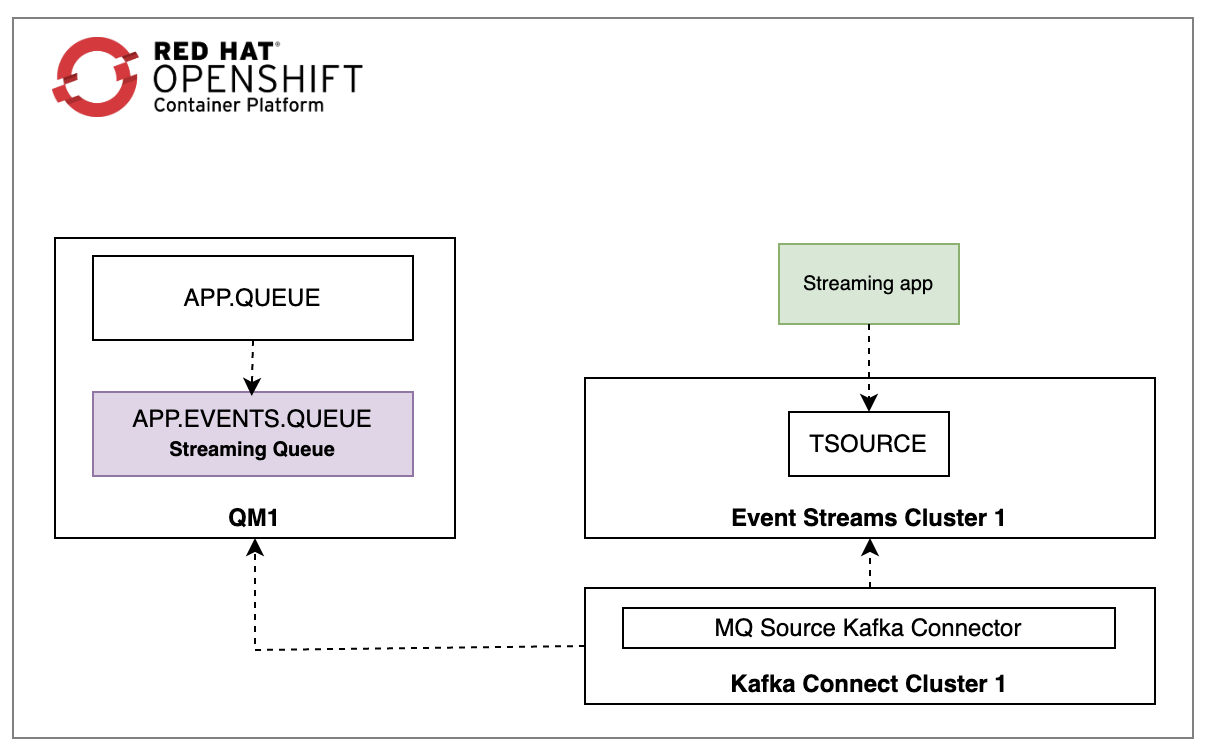 RED HAT®
OPENSHIFT
Container Platform
APP.QUEUE
APP.EVENTS.QUEUE
Streaming Queue
QM1
Streaming app
TSOURCE
Event Streams Cluster 1
MQ Source Kafka Connector
Kafka Connect Cluster 1